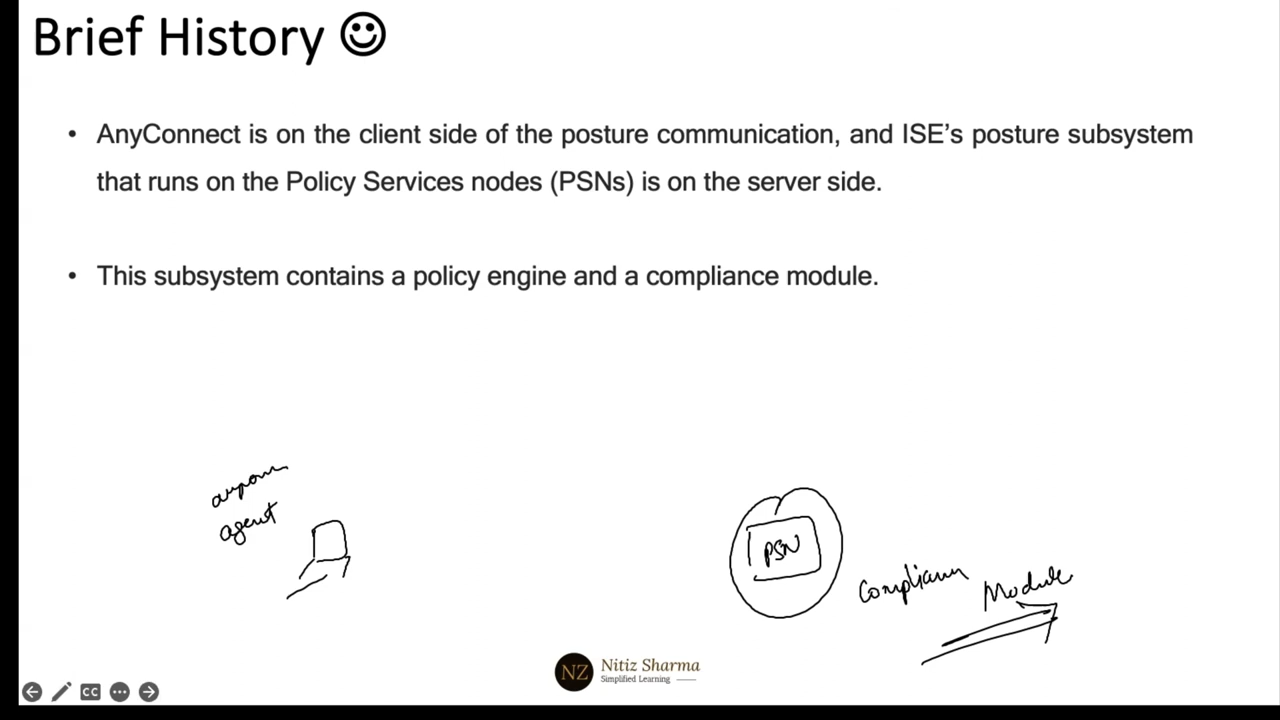 Brief History
• AnyConnect is on the client side of the posture communication, and ISE’s posture subsystem
that runs on the Policy Services nodes (PSNs) is on the server side.
• This subsystem contains a policy engine and a compliance module.
agent
PSN
Module
NZ
Nitiz Sharma
Simplified Learning
CC